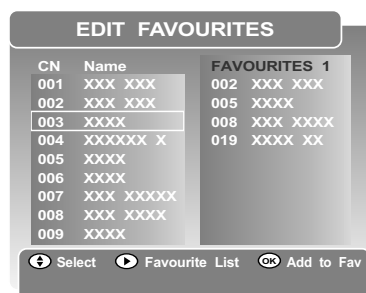 EDIT FAVOURITES
CN Name
001 XXX XXX
002 XXX XXX
003 XXXX
004 XXXXXX X
005 XXXX
006 XXXX
007 XXX XXXXX
008 XXX XXXX
009 XXXX
FAVOURITES 1
002 XXX XXX
005 XXXX
008 XXX XXXX
019 XXXX XX
Select Favourite List OK Add to Fav